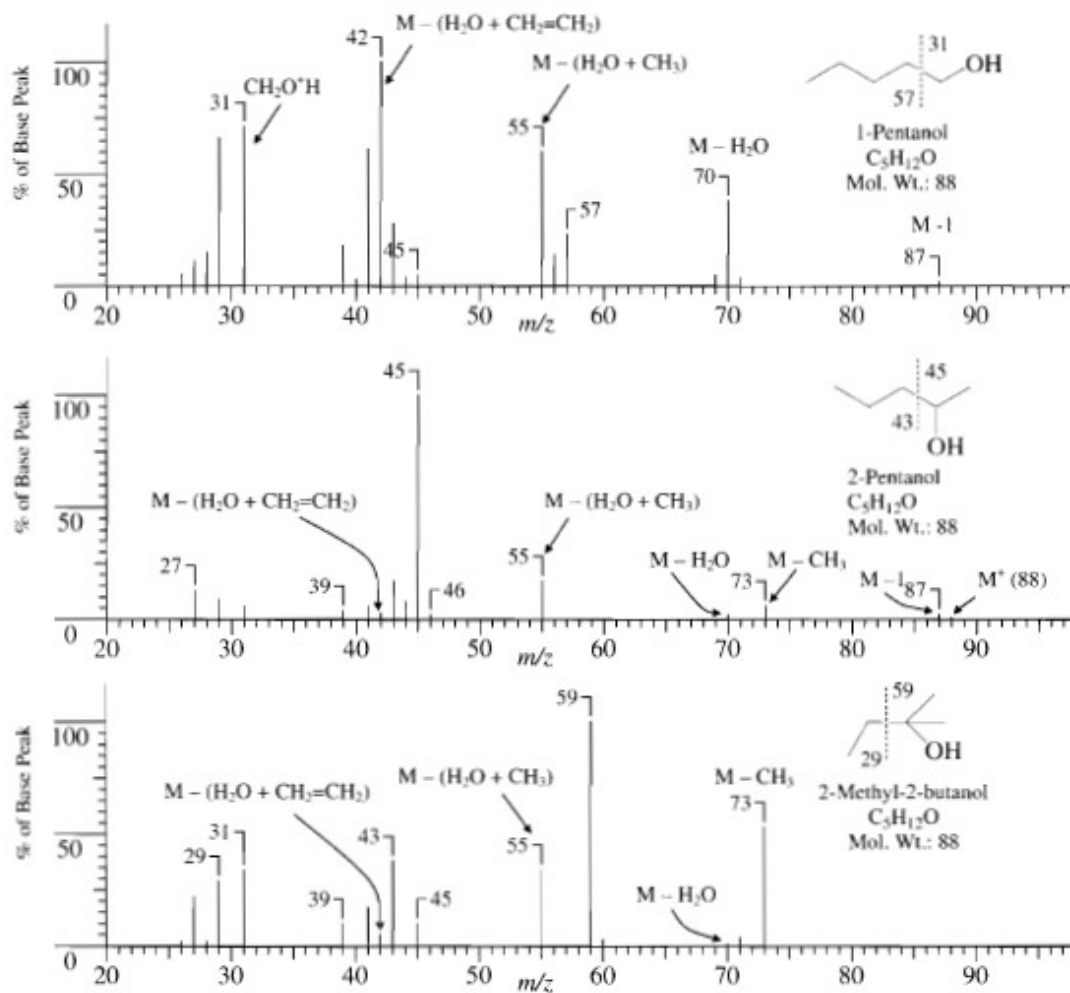 M – (H₂O + CH₂=CH₂)
42
M – (H₂O + CH₃)
31
OH
57
1-Pentanol
C₅H₁₂O
Mol. Wt.: 88
CH₂O⁺H
31
55
M – H₂O
70
57
45
M -1
87
% of Base Peak
100
50
0
20 30 40 50 60 70 80 90
m/z
45
45
43
OH
2-Pentanol
C₅H₁₂O
Mol. Wt.: 88
M – (H₂O + CH₂=CH₂)
M – (H₂O + CH₃)
27
39
46
55
M – H₂O
M – CH₃
73
M -1
87
M⁺ (88)
% of Base Peak
100
50
0
20 30 40 50 60 70 80 90
m/z
59
59
29
OH
2-Methyl-2-butanol
C₅H₁₂O
Mol. Wt.: 88
M – (H₂O + CH₂=CH₂)
M – (H₂O + CH₃)
M – CH₃
73
31
29
43
39
45
55
M – H₂O
% of Base Peak
100
50
0
20 30 40 50 60 70 80 90
m/z